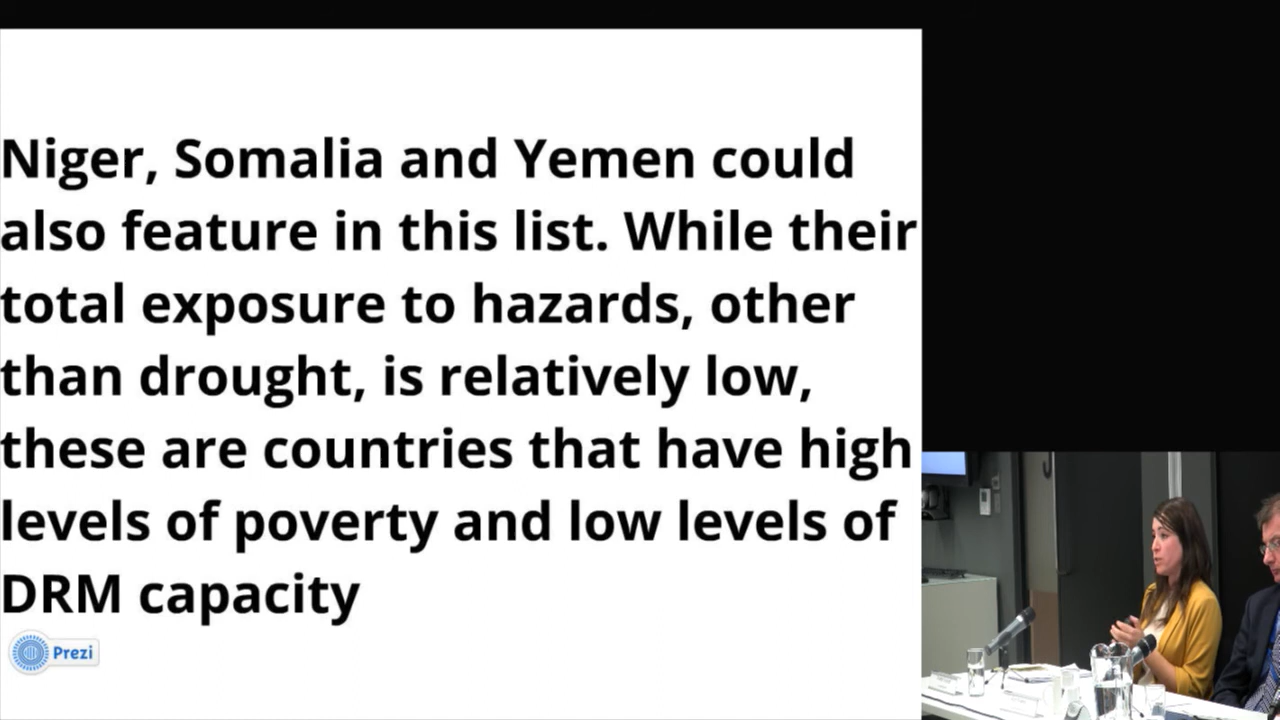 Niger, Somalia and Yemen could
also feature in this list. While their
total exposure to hazards, other
than drought, is relatively low,
these are countries that have high
levels of poverty and low levels of
DRM capacity
Prezi